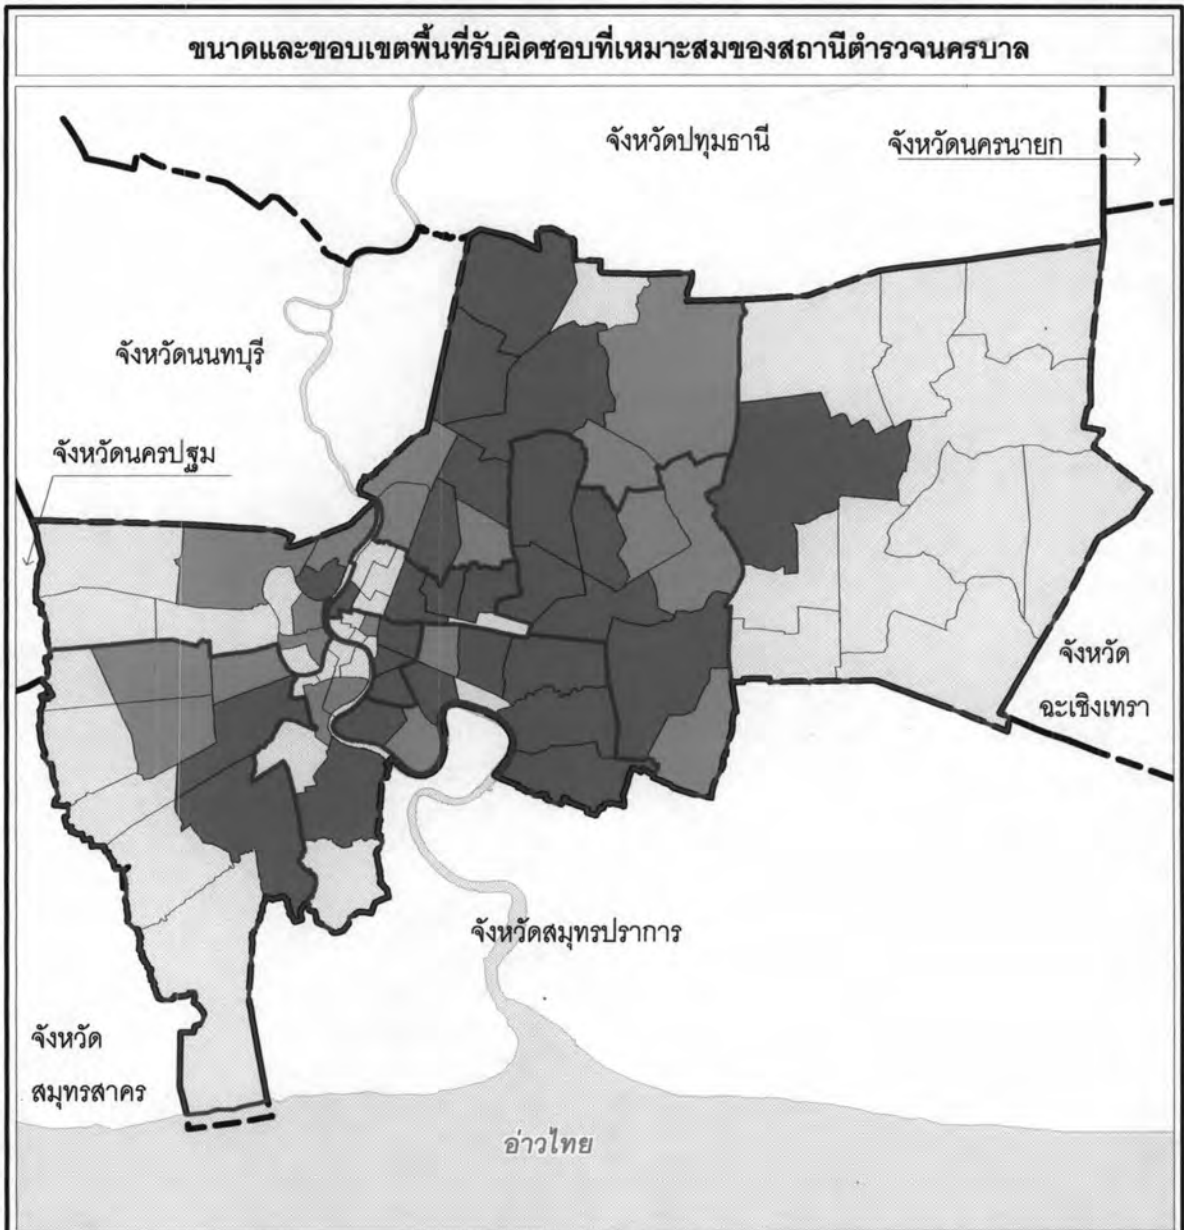 ขนาดและขอบเขตพื้นที่รับผิดชอบที่เหมาะสมของสถานีตำรวจนครบาล
จังหวัดปทุมธานี
จังหวัดนครนายก
จังหวัดนนทบุรี
จังหวัดนครปฐม
จังหวัด
ฉะเชิงเทรา
จังหวัดสมุทรปราการ
จังหวัด
สมุทรสาคร
อ่าวไทย